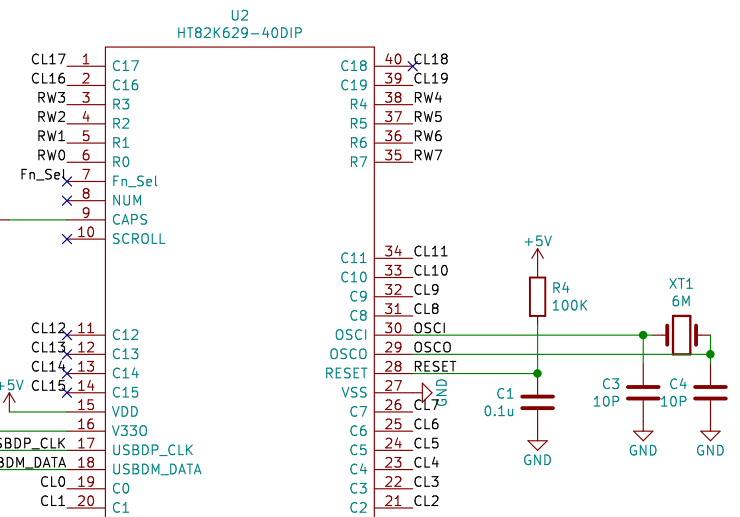 U2
HT82K629-40DIP
CL17 1 C17 C18 40 CL18
CL16 2 C16 C19 39 CL19
RW3 3 R3 R4 38 RW4
RW2 4 R2 R5 37 RW5
RW1 5 R1 R6 36 RW6
RW0 6 R0 R7 35 RW7
Fn_Sel 7 Fn_Sel
8 NUM
9 CAPS
10 SCROLL
C11 34 CL11
C10 33 CL10
C9 32 CL9
C8 31 CL8
CL12 11 C12 OSCI 30 OSCI
CL13 12 C13 OSCO 29 OSCO
CL14 13 C14 RESET 28 RESET
CL15 14 C15 VSS 27 GND
+5V 15 VDD C7 26 CL7
16 V33O C6 25 CL6
SBDP_CLK 17 USBDP_CLK C5 24 CL5
BDM_DATA 18 USBDM_DATA C4 23 CL4
CL0 19 C0 C3 22 CL3
CL1 20 C1 C2 21 CL2
+5V
R4
100K
C1
0.1u
GND
XT1
6M
C3
10P
GND
C4
10P
GND